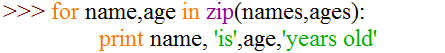 >>> for name,age in zip(names,ages):
print name, 'is',age,'years old'